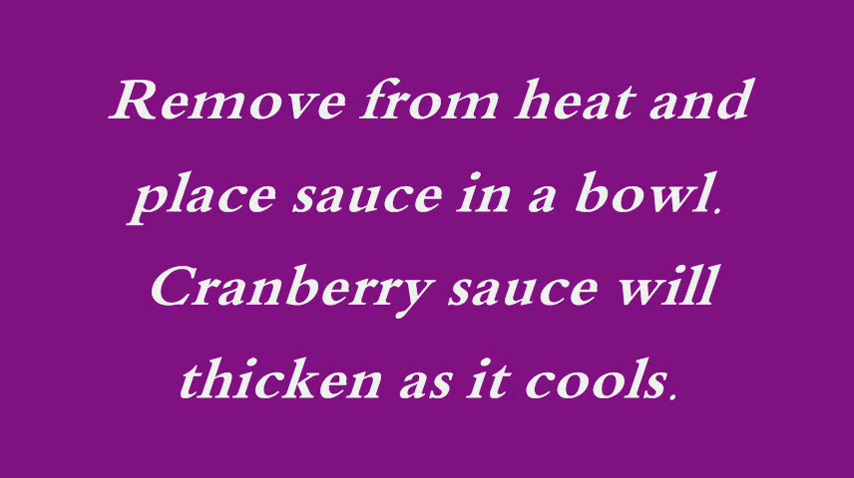 Remove from heat and
place sauce in a bowl.
Cranberry sauce will
thicken as it cools.